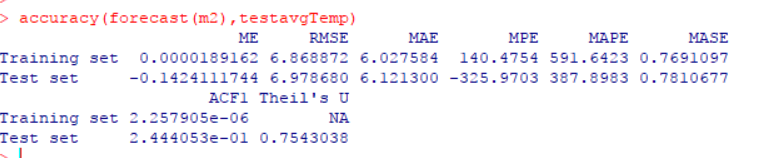 > accuracy(forecast(m2),testavgTemp)
ME RMSE MAE MPE MAPE MASE
Training set 0.0000189162 6.868872 6.027584 140.4754 591.6423 0.7691097
Test set -0.1424111744 6.978680 6.121300 -325.9703 387.8983 0.7810677
ACF1 Theil's U
Training set 2.257905e-06 NA
Test set 2.444053e-01 0.7543038
>